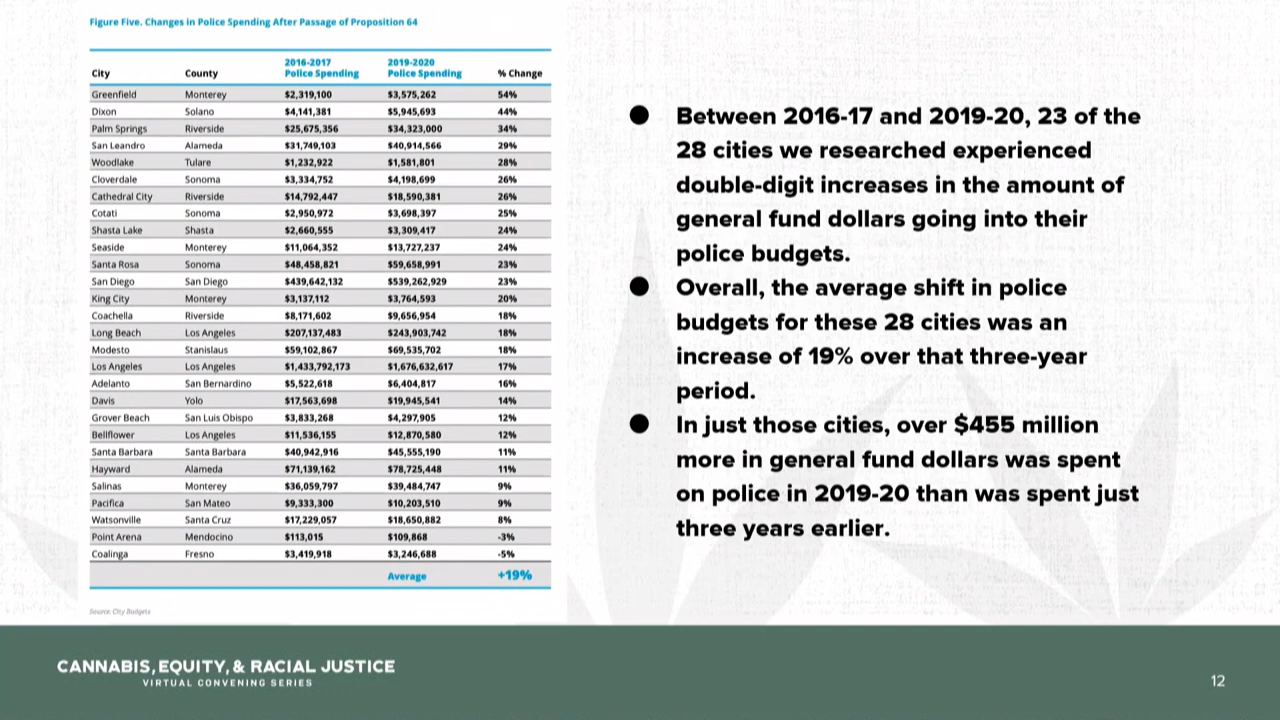 Figure Five. Changes in Police Spending After Passage of Proposition 64
City County 2016-2017 Police Spending 2019-2020 Police Spending % Change
Greenfield Monterey $2,319,100 $3,575,262 54%
Dixon Solano $4,141,381 $5,945,693 44%
Palm Springs Riverside $25,675,356 $34,323,000 34%
San Leandro Alameda $31,749,103 $40,914,566 29%
Woodlake Tulare $1,232,922 $1,581,801 28%
Cloverdale Sonoma $3,334,752 $4,198,699 26%
Cathedral City Riverside $14,792,447 $18,590,381 26%
Cotati Sonoma $2,950,972 $3,698,397 25%
Shasta Lake Shasta $2,660,555 $3,309,417 24%
Seaside Monterey $11,064,352 $13,727,237 24%
Santa Rosa Sonoma $48,458,821 $59,658,991 23%
San Diego San Diego $439,642,132 $539,262,929 23%
King City Monterey $3,137,112 $3,764,593 20%
Coachella Riverside $8,171,602 $9,656,954 18%
Long Beach Los Angeles $207,137,483 $243,903,742 18%
Modesto Stanislaus $59,102,867 $69,535,702 18%
Los Angeles Los Angeles $1,433,792,173 $1,676,632,617 17%
Adelanto San Bernardino $5,522,618 $6,404,817 16%
Davis Yolo $17,563,698 $19,945,541 14%
Grover Beach San Luis Obispo $3,833,268 $4,297,905 12%
Bellflower Los Angeles $11,536,155 $12,870,580 12%
Santa Barbara Santa Barbara $40,942,916 $45,555,190 11%
Hayward Alameda $71,139,162 $78,725,448 11%
Salinas Monterey $36,059,797 $39,484,747 9%
Pacifica San Mateo $9,333,300 $10,203,510 9%
Watsonville Santa Cruz $17,229,057 $18,650,882 8%
Point Arena Mendocino $113,015 $109,868 -3%
Coalinga Fresno $3,419,918 $3,246,688 -5%
Average +19%
Source: City Budgets
● Between 2016-17 and 2019-20, 23 of the
28 cities we researched experienced
double-digit increases in the amount of
general fund dollars going into their
police budgets.
● Overall, the average shift in police
budgets for these 28 cities was an
increase of 19% over that three-year
period.
● In just those cities, over $455 million
more in general fund dollars was spent
on police in 2019-20 than was spent just
three years earlier.
CANNABIS, EQUITY, & RACIAL JUSTICE
VIRTUAL CONVENING SERIES
12